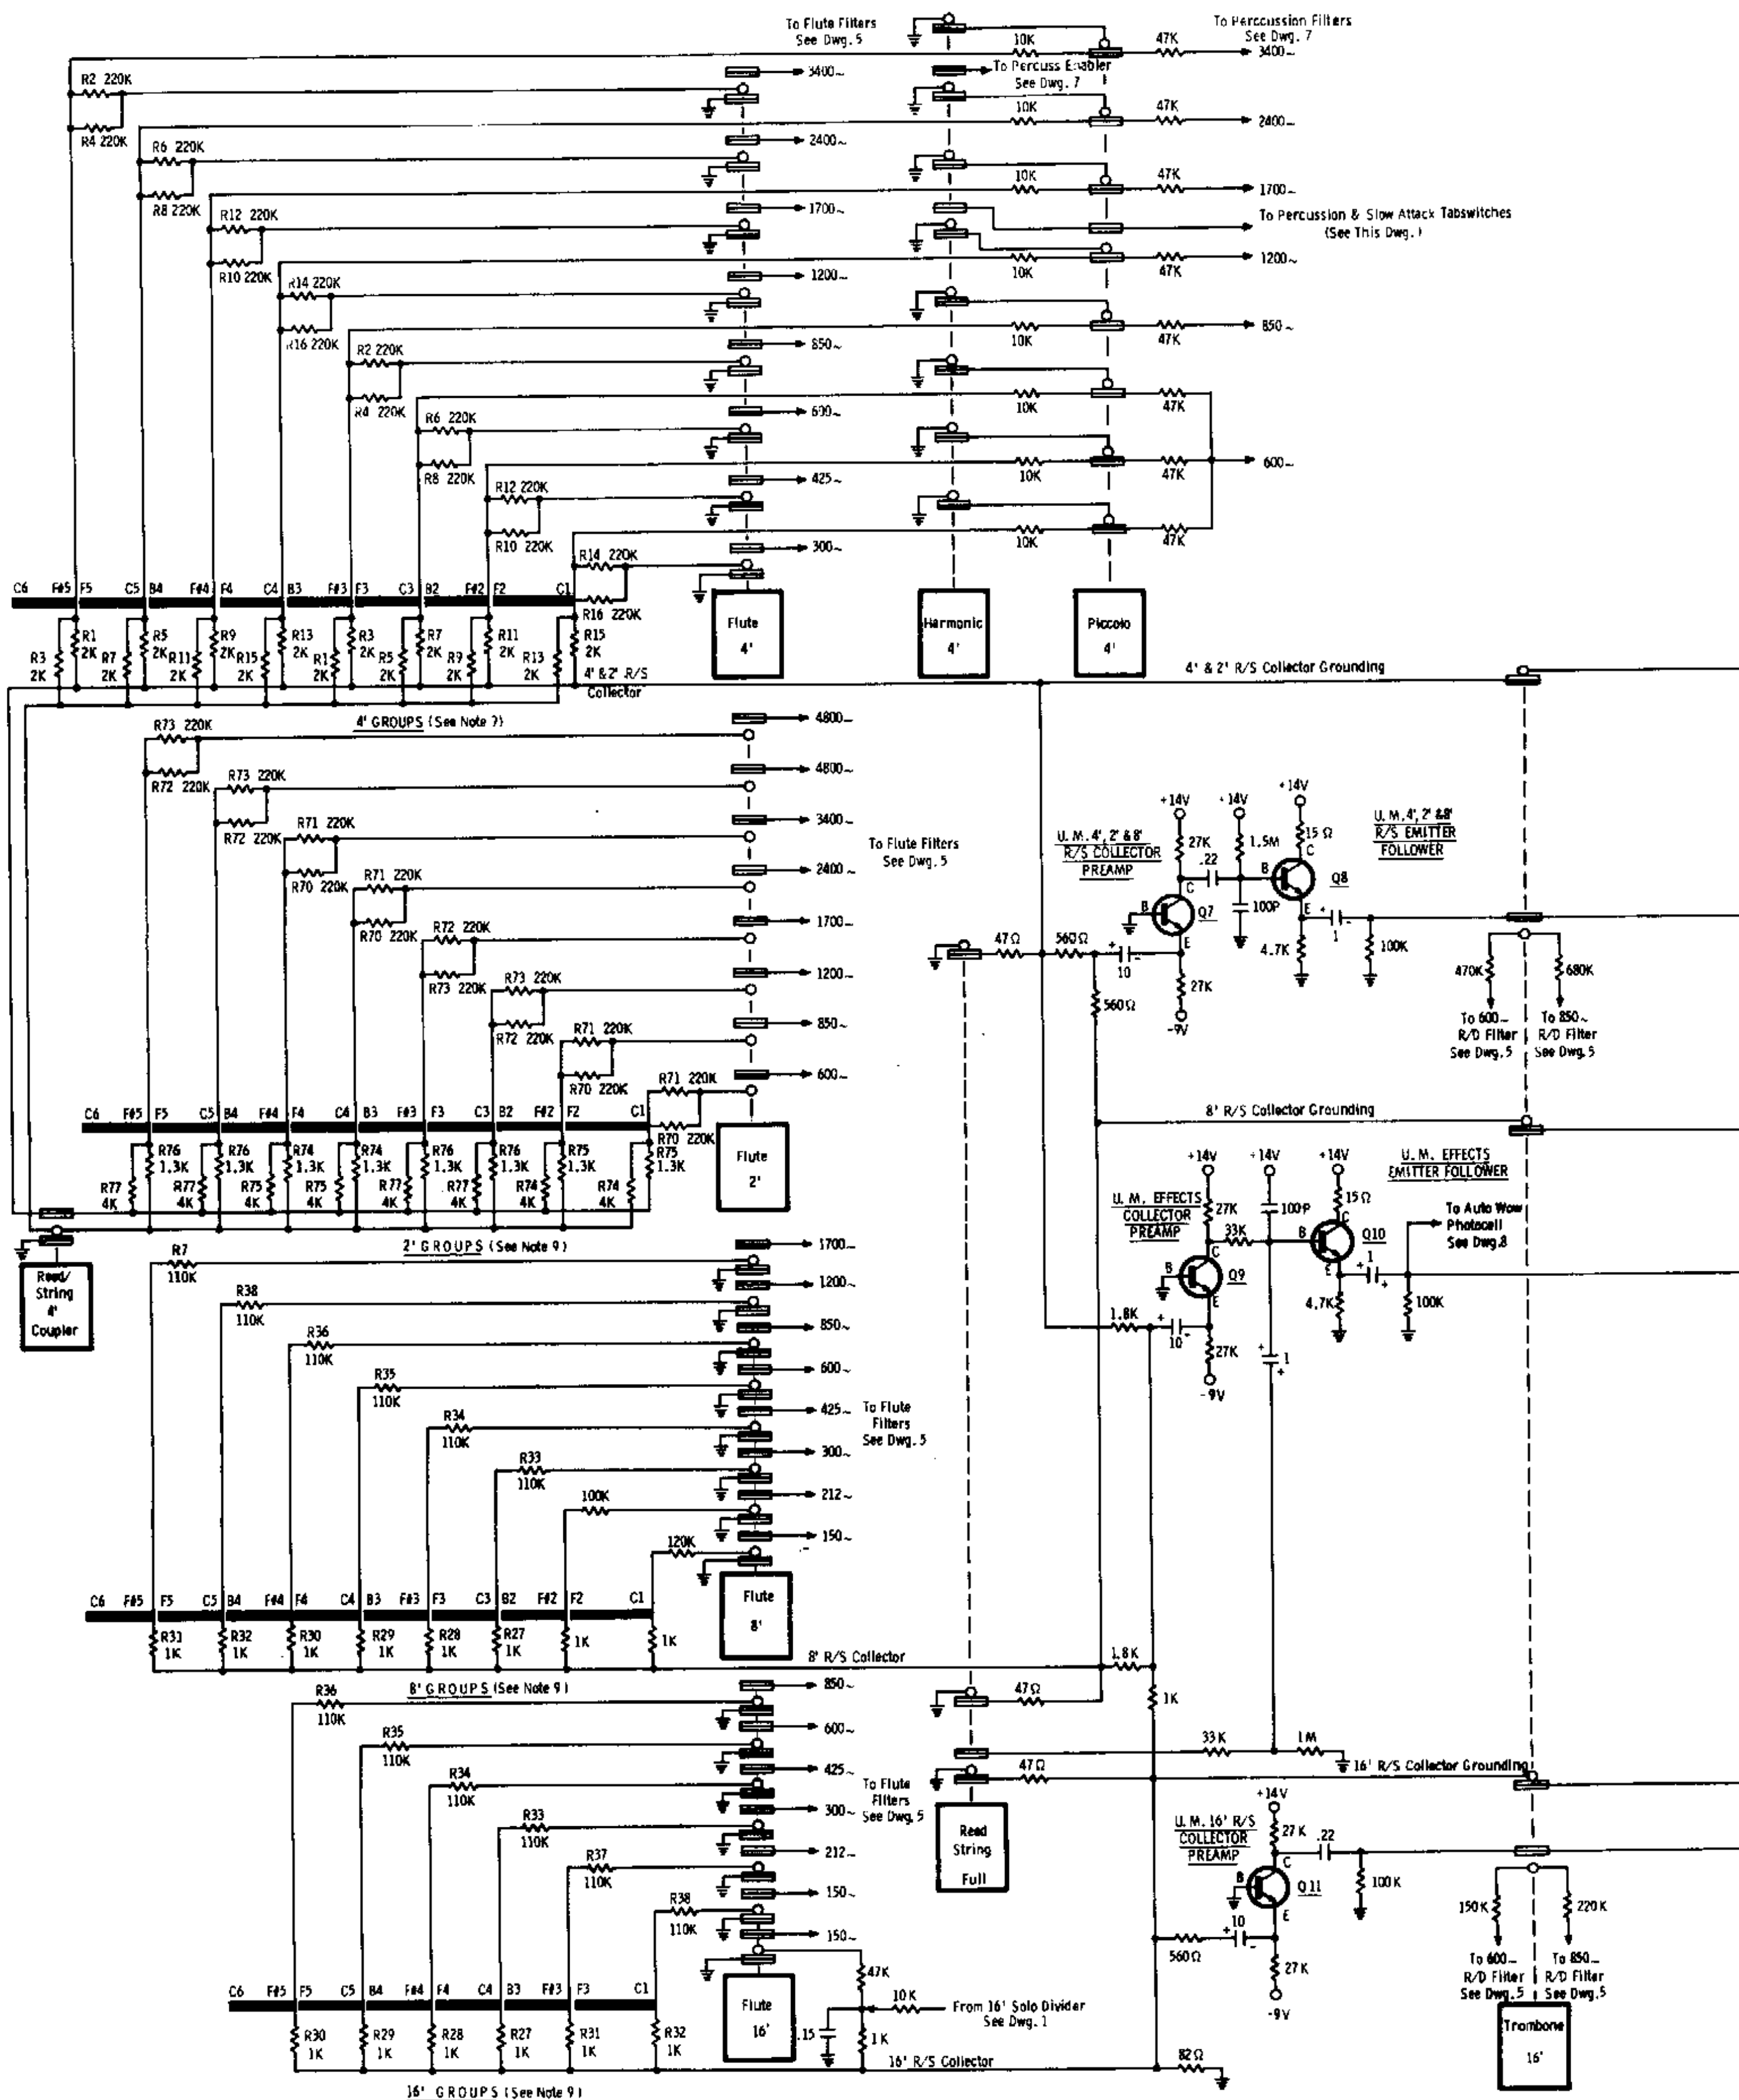 To Flute Filters
See Dwg. 5
To Perccussion Filters
See Dwg. 7
10K
47K
3400~
R2 220K
3400~
To Percuss Enabler
See Dwg. 7
R4 220K
10K
47K
2400~
R6 220K
2400~
R8 220K
10K
47K
1700~
R12 220K
1700~
To Percussion & Slow Attack Tabswitches
(See This Dwg.)
R10 220K
10K
47K
1200~
R14 220K
1200~
R16 220K
10K
47K
850~
R2 220K
850~
R4 220K
10K
47K
R6 220K
600~
R8 220K
10K
47K
600~
R12 220K
425~
R10 220K
10K
47K
R14 220K
300~
R16 220K
C6 F#5 F5 C5 B4 F#4 F4 C4 B3 F#3 F3 C3 B2 F#2 F2 C1
Flute
4'
Harmonic
4'
Piccolo
4'
R1
2K
R5
2K
R9
2K
R13
2K
R3
2K
R7
2K
R11
2K
R15
2K
R3
2K
R7
2K
R11
2K
R15
2K
R1
2K
R5
2K
R9
2K
R13
2K
4' & 2' R/S
Collector
4' & 2' R/S Collector Grounding
4' GROUPS (See Note 7)
4800~
R73 220K
R72 220K
4800~
R73 220K
R72 220K
3400~
R71 220K
R70 220K
2400~
R71 220K
R70 220K
1700~
R72 220K
R73 220K
1200~
R73 220K
R72 220K
850~
R71 220K
R70 220K
600~
R71 220K
R70 220K
To Flute Filters
See Dwg. 5
U. M. 4', 2' & 8'
R/S COLLECTOR
PREAMP
+14V
27K
.22
C
B
Q7
E
+14V
1.5M
100P
+14V
15 Ω
C
B
Q8
E
U. M. 4', 2' & 8'
R/S EMITTER
FOLLOWER
4.7K
+ 1 -
100K
47Ω
560Ω
+ 10 -
27K
-9V
560Ω
470K
680K
To 600~
R/D Filter
See Dwg. 5
To 850~
R/D Filter
See Dwg. 5
8' R/S Collector Grounding
C6 F#5 F5 C5 B4 F#4 F4 C4 B3 F#3 F3 C3 B2 F#2 F2 C1
Flute
2'
R76
1.3K
R76
1.3K
R74
1.3K
R74
1.3K
R76
1.3K
R76
1.3K
R75
1.3K
R75
1.3K
R77
4K
R77
4K
R75
4K
R75
4K
R77
4K
R77
4K
R74
4K
R74
4K
2' GROUPS (See Note 9)
Reed/
String
4'
Coupler
U. M. EFFECTS
COLLECTOR
PREAMP
+14V
27K
33K
C
B
Q9
E
+14V
100P
+14V
15Ω
C
B
Q10
E
U. M. EFFECTS
EMITTER FOLLOWER
To Auto Wow
Photocell
See Dwg. 8
4.7K
1
+
100K
1.8K
+ 10 -
27K
-9V
+ 1 +
1700~
R7
110K
1200~
R38
110K
850~
R36
110K
600~
R35
110K
425~
R34
110K
300~
R33
110K
212~
100K
150~
120K
To Flute
Filters
See Dwg. 5
C6 F#5 F5 C5 B4 F#4 F4 C4 B3 F#3 F3 C3 B2 F#2 F2 C1
Flute
8'
R31
1K
R32
1K
R30
1K
R29
1K
R28
1K
R27
1K
1K
1K
8' R/S Collector
1.8K
8' GROUPS (See Note 9)
850~
R36
110K
600~
R35
110K
425~
R34
110K
300~
R33
110K
212~
R37
110K
150~
R38
110K
150~
To Flute
Filters
See Dwg. 5
47Ω
1K
33K
1M
47Ω
16' R/S Collector Grounding
Reed
String
Full
U. M. 16' R/S
COLLECTOR
PREAMP
+14V
27K
.22
C
B
Q11
E
100K
560Ω
+ 10 -
27K
-9V
150K
220K
To 600~
R/D Filter
See Dwg. 5
To 850~
R/D Filter
See Dwg. 5
Trombone
16'
C6 F#5 F5 C5 B4 F#4 F4 C4 B3 F#3 F3 C1
Flute
16'
47K
10K
From 16' Solo Divider
See Dwg. 1
.15
1K
R30
1K
R29
1K
R28
1K
R27
1K
R31
1K
R32
1K
16' R/S Collector
82Ω
16' GROUPS (See Note 9)